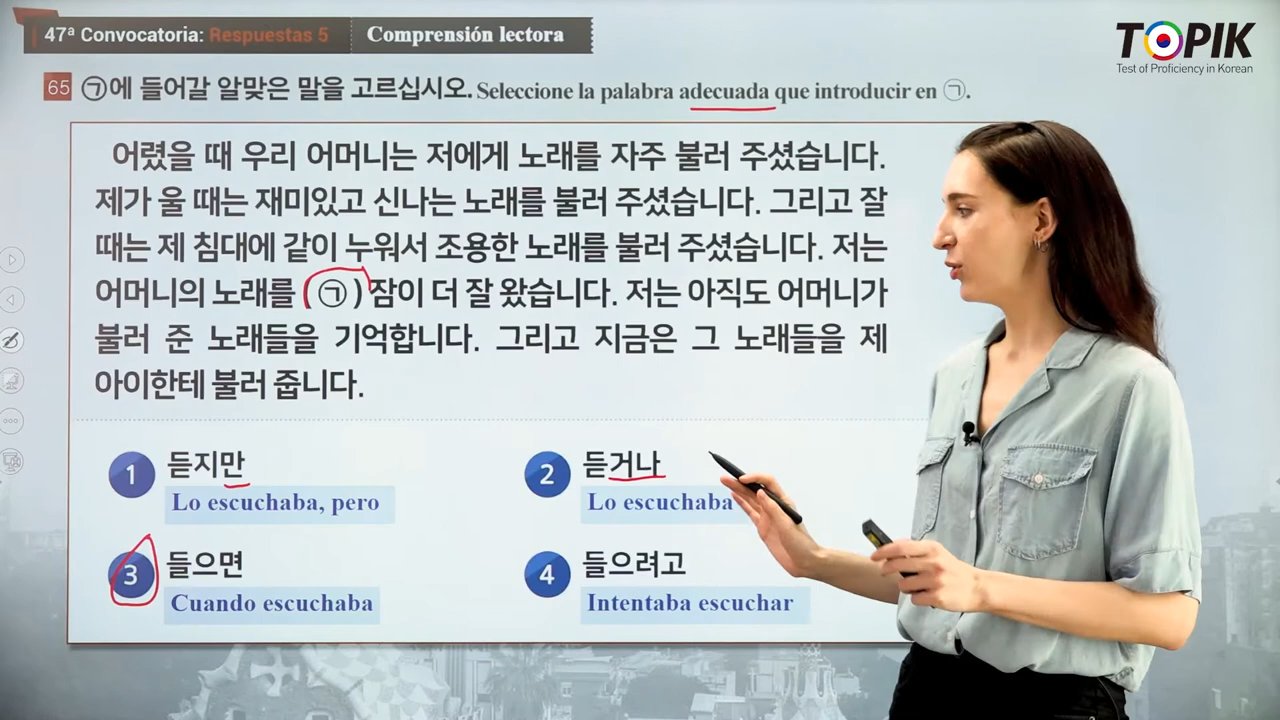 47ª Convocatoria: Respuestas 5
Comprensión lectora
TOPIK
Test of Proficiency in Korean
65 ㉠에 들어갈 알맞은 말을 고르십시오. Seleccione la palabra adecuada que introducir en ㉠.
어렸을 때 우리 어머니는 저에게 노래를 자주 불러 주셨습니다.
제가 울 때는 재미있고 신나는 노래를 불러 주셨습니다. 그리고 잘
때는 제 침대에 같이 누워서 조용한 노래를 불러 주셨습니다. 저는
어머니의 노래를 (㉠) 잠이 더 잘 왔습니다. 저는 아직도 어머니가
불러 준 노래들을 기억합니다. 그리고 지금은 그 노래들을 제
아이한테 불러 줍니다.
1 듣지만
Lo escuchaba, pero
2 듣거나
Lo escuchaba
3 들으면
Cuando escuchaba
4 들으려고
Intentaba escuchar